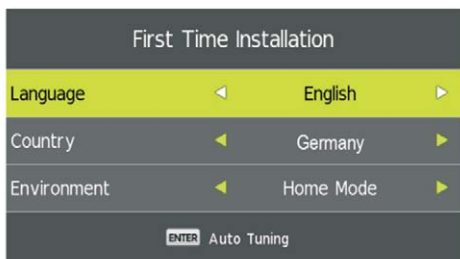 First Time Installation
Language English
Country Germany
Environment Home Mode
ENTER Auto Tuning